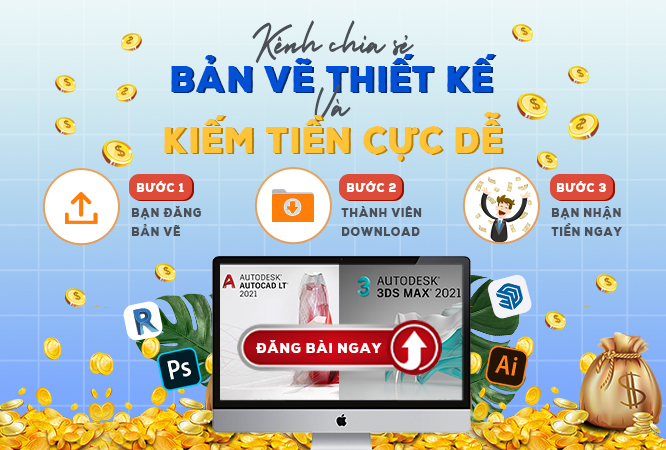 Kênh chia sẻ
BẢN VẼ THIẾT KẾ
Và
KIẾM TIỀN CỰC DỄ
BƯỚC 1
BẠN ĐĂNG
BẢN VẼ
BƯỚC 2
THÀNH VIÊN
DOWNLOAD
BƯỚC 3
BẠN NHẬN
TIỀN NGAY
A AUTODESK
AUTOCAD LT
2021
3 AUTODESK®
3DS MAX® 2021
ĐĂNG BÀI NGAY
R
Ps
Ai